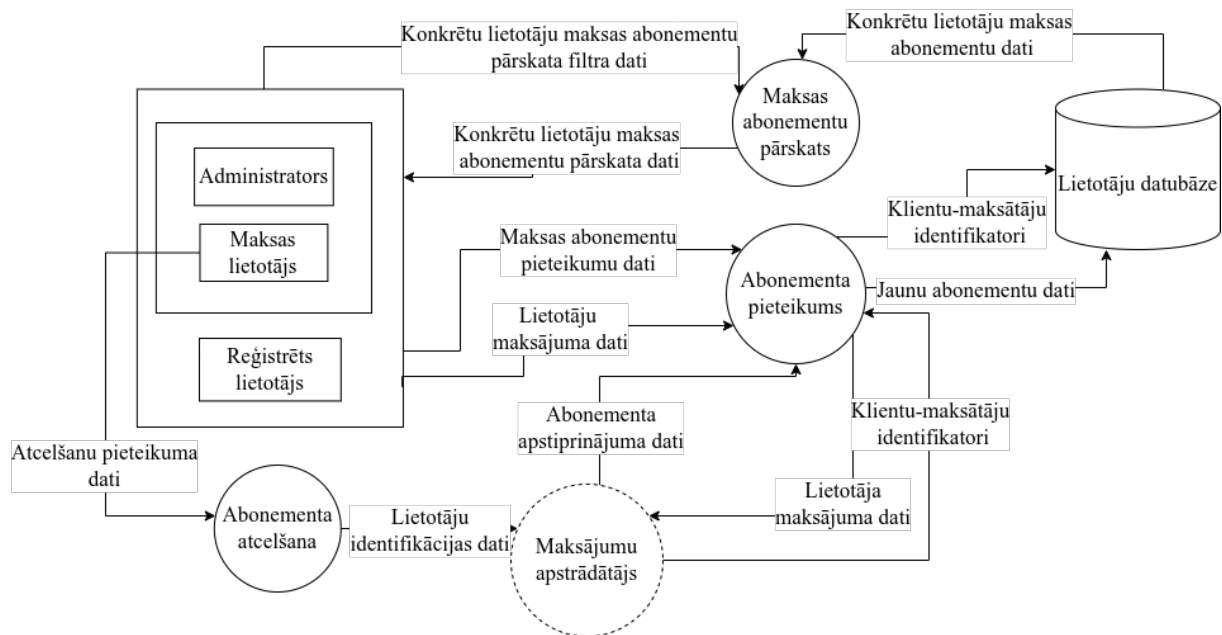 Konkrētu lietotāju maksas abonementu
pārskata filtra dati
Konkrētu lietotāju maksas
abonementu dati
Maksas
abonementu
pārskats
Konkrētu lietotāju maksas
abonementu pārskata dati
Administrators
Lietotāju datubāze
Maksas
lietotājs
Klientu-maksātāju
identifikatori
Maksas abonementu
pieteikumu dati
Abonementa
pieteikums
Jaunu abonementu dati
Lietotāju
maksājuma dati
Reģistrēts
lietotājs
Abonementa
apstiprinājuma dati
Klientu-maksātāju
identifikatori
Atcelšanu pieteikuma
dati
Lietotāja
maksājuma dati
Abonementa
atcelšana
Lietotāju
identifikācijas dati
Maksājumu
apstrādātājs